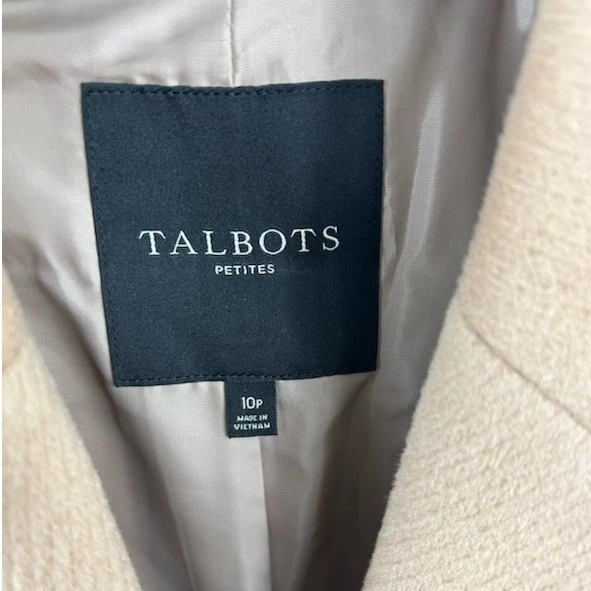 TALBOTS
PETITES
10P
MADE IN
VIETNAM